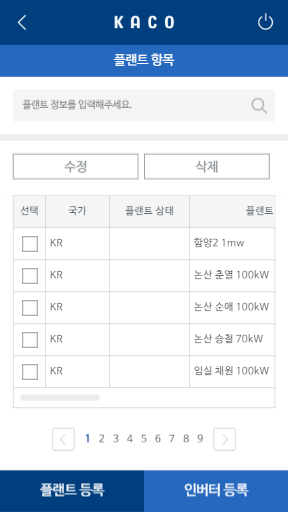 KACO
플랜트 항목
플랜트 정보를 입력해주세요.
수정 삭제
선택 국가 플랜트 상태 플랜트
KR 함양2 1mw
KR 논산 춘열 100kW
KR 논산 순애 100kW
KR 논산 승철 70kW
KR 임실 채원 100kW
1 2 3 4 5 6 7 8 9
플랜트 등록 인버터 등록